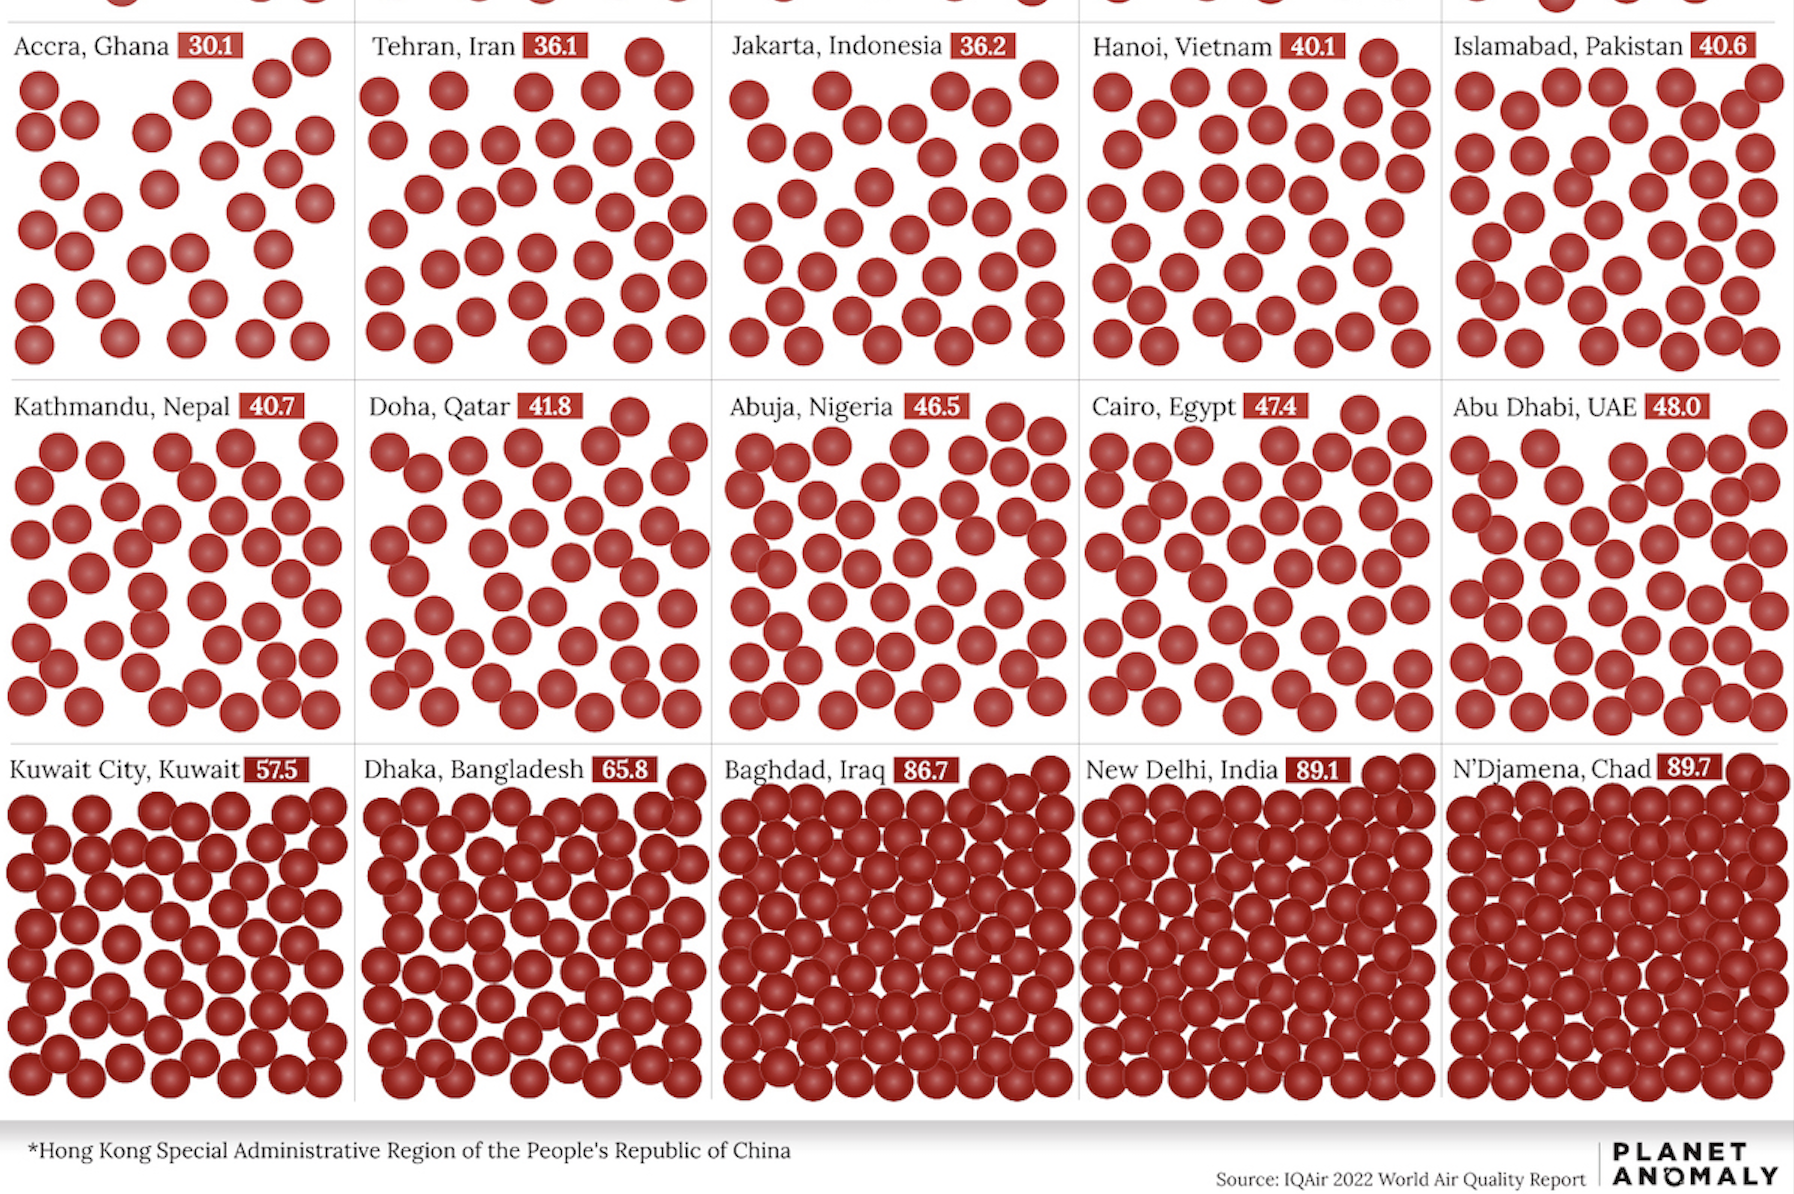 Accra, Ghana 30.1
Tehran, Iran 36.1
Jakarta, Indonesia 36.2
Hanoi, Vietnam 40.1
Islamabad, Pakistan 40.6
Kathmandu, Nepal 40.7
Doha, Qatar 41.8
Abuja, Nigeria 46.5
Cairo, Egypt 47.4
Abu Dhabi, UAE 48.0
Kuwait City, Kuwait 57.5
Dhaka, Bangladesh 65.8
Baghdad, Iraq 86.7
New Delhi, India 89.1
N’Djamena, Chad 89.7
*Hong Kong Special Administrative Region of the People's Republic of China
Source: IQAir 2022 World Air Quality Report
PLANET
ANOMALY